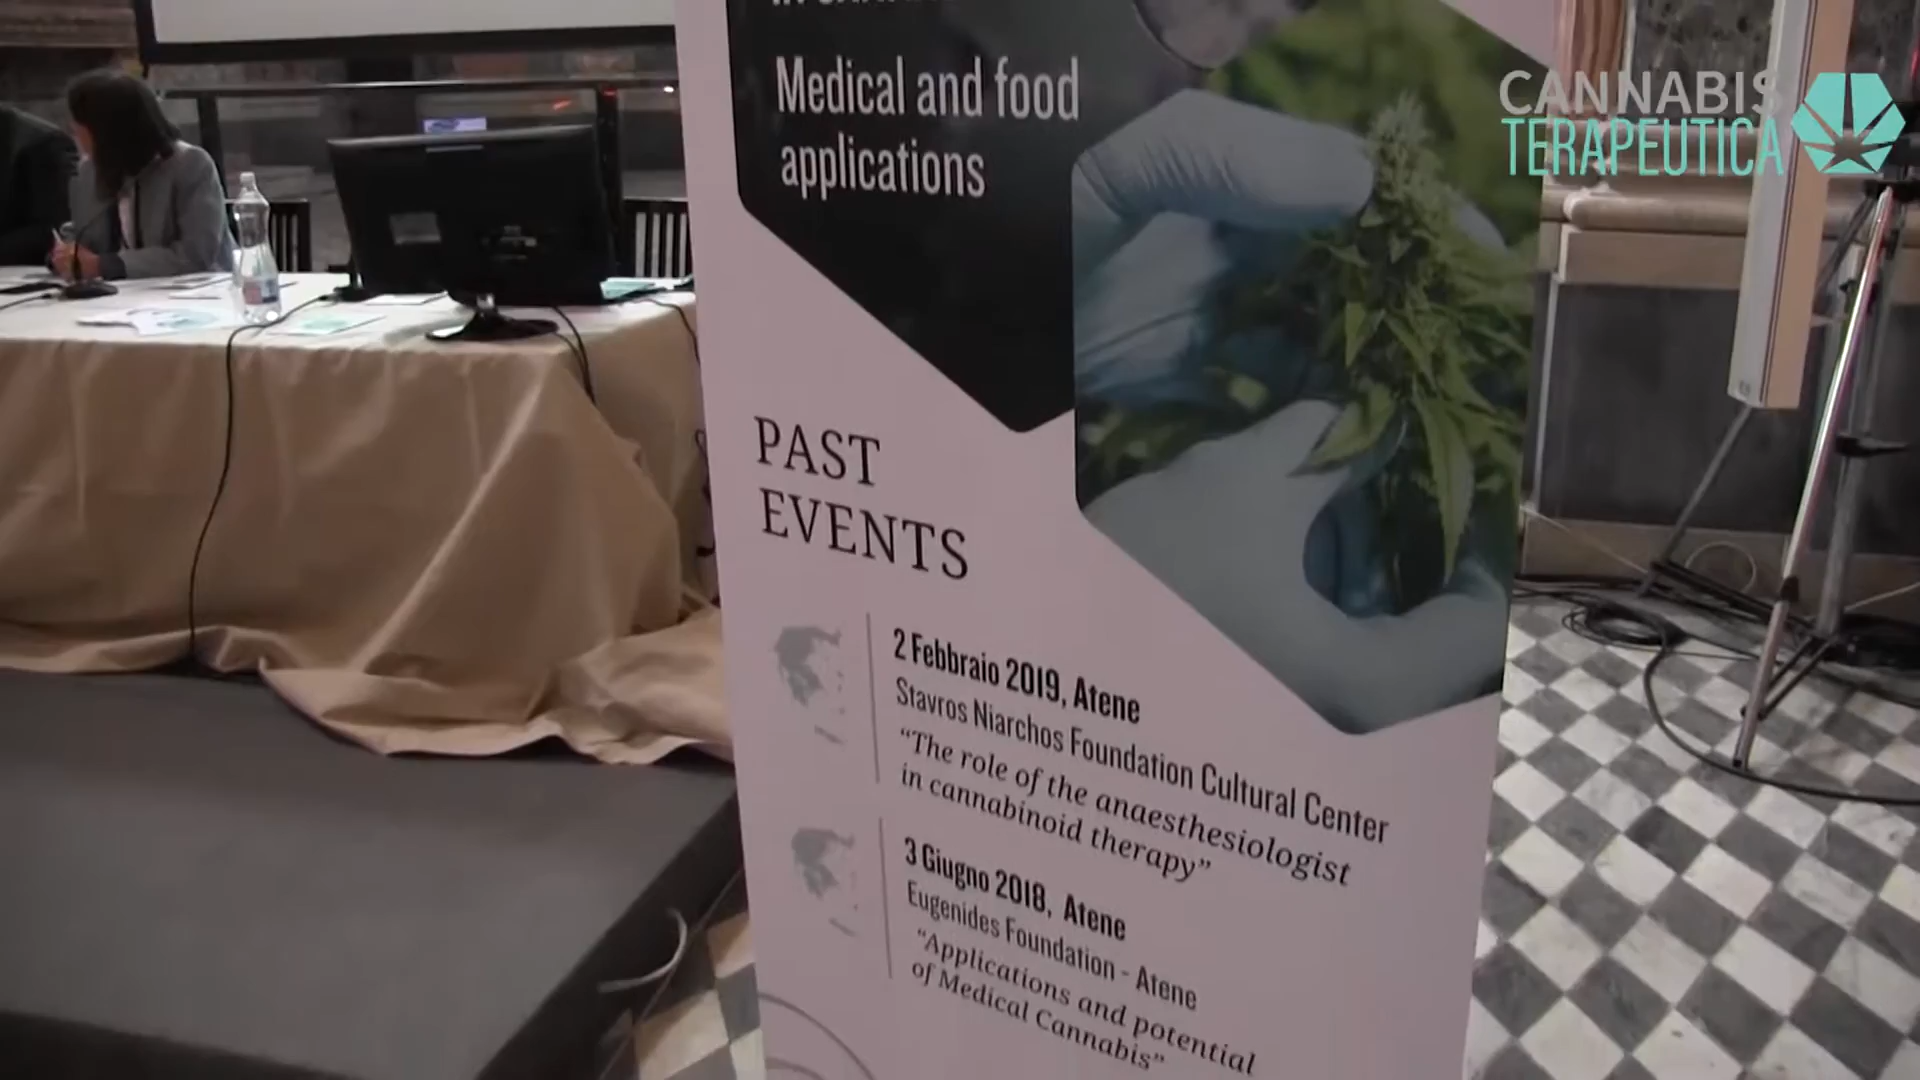 Medical and food
applications
CANNABIS
TERAPEUTICA
PAST
EVENTS
2 Febbraio 2019, Atene
Stavros Niarchos Foundation Cultural Center
“The role of the anaesthesiologist
in cannabinoid therapy”
3 Giugno 2018, Atene
Eugenides Foundation - Atene
“Applications and potential
of Medical Cannabis”